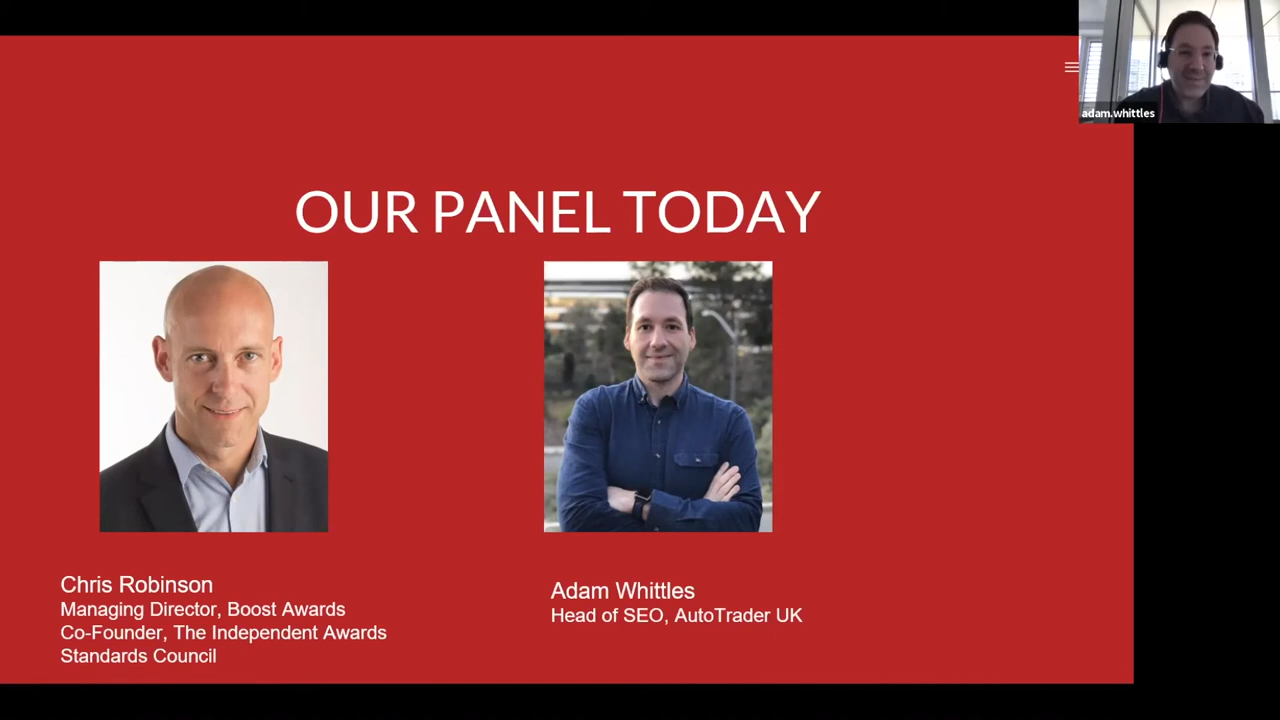 adam.whittles
OUR PANEL TODAY
Chris Robinson
Managing Director, Boost Awards
Co-Founder, The Independent Awards
Standards Council
Adam Whittles
Head of SEO, AutoTrader UK